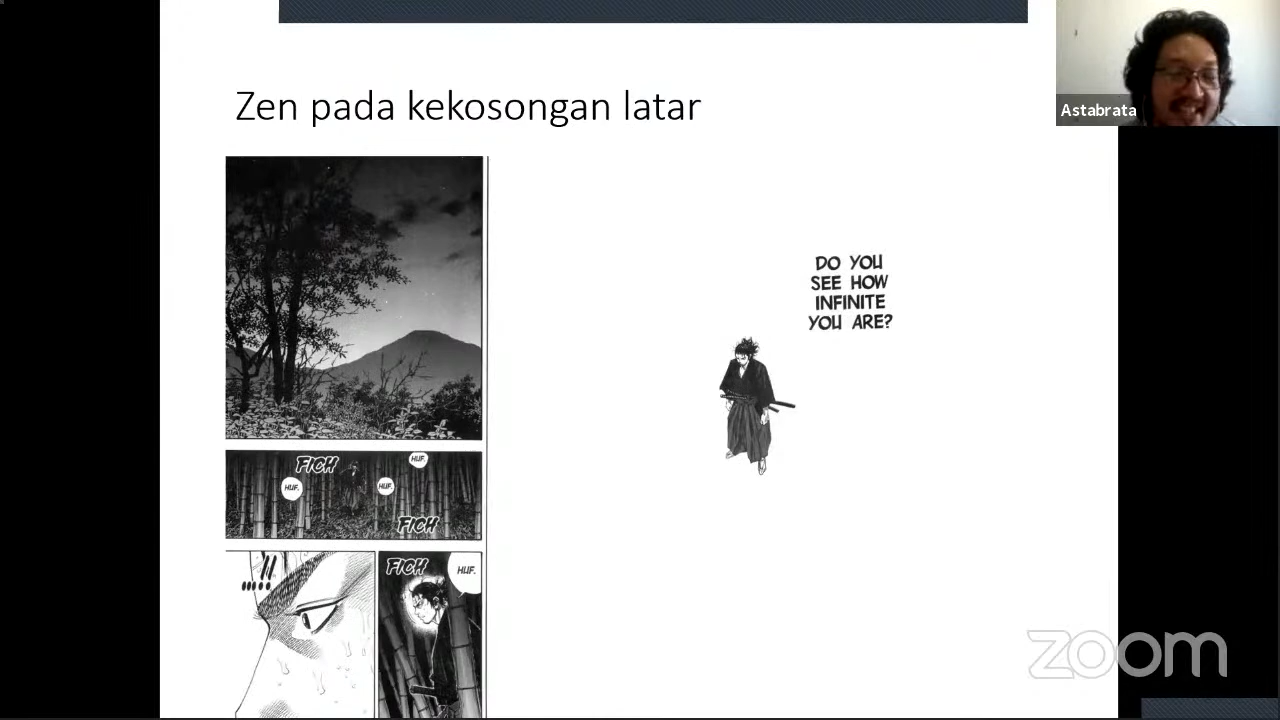 Zen pada kekosongan latar
Astabrata
DO YOU
SEE HOW
INFINITE
YOU ARE?
FICH
HUF.
HUF.
HUF.
FICH
!!
FICH
HUF.
zoom